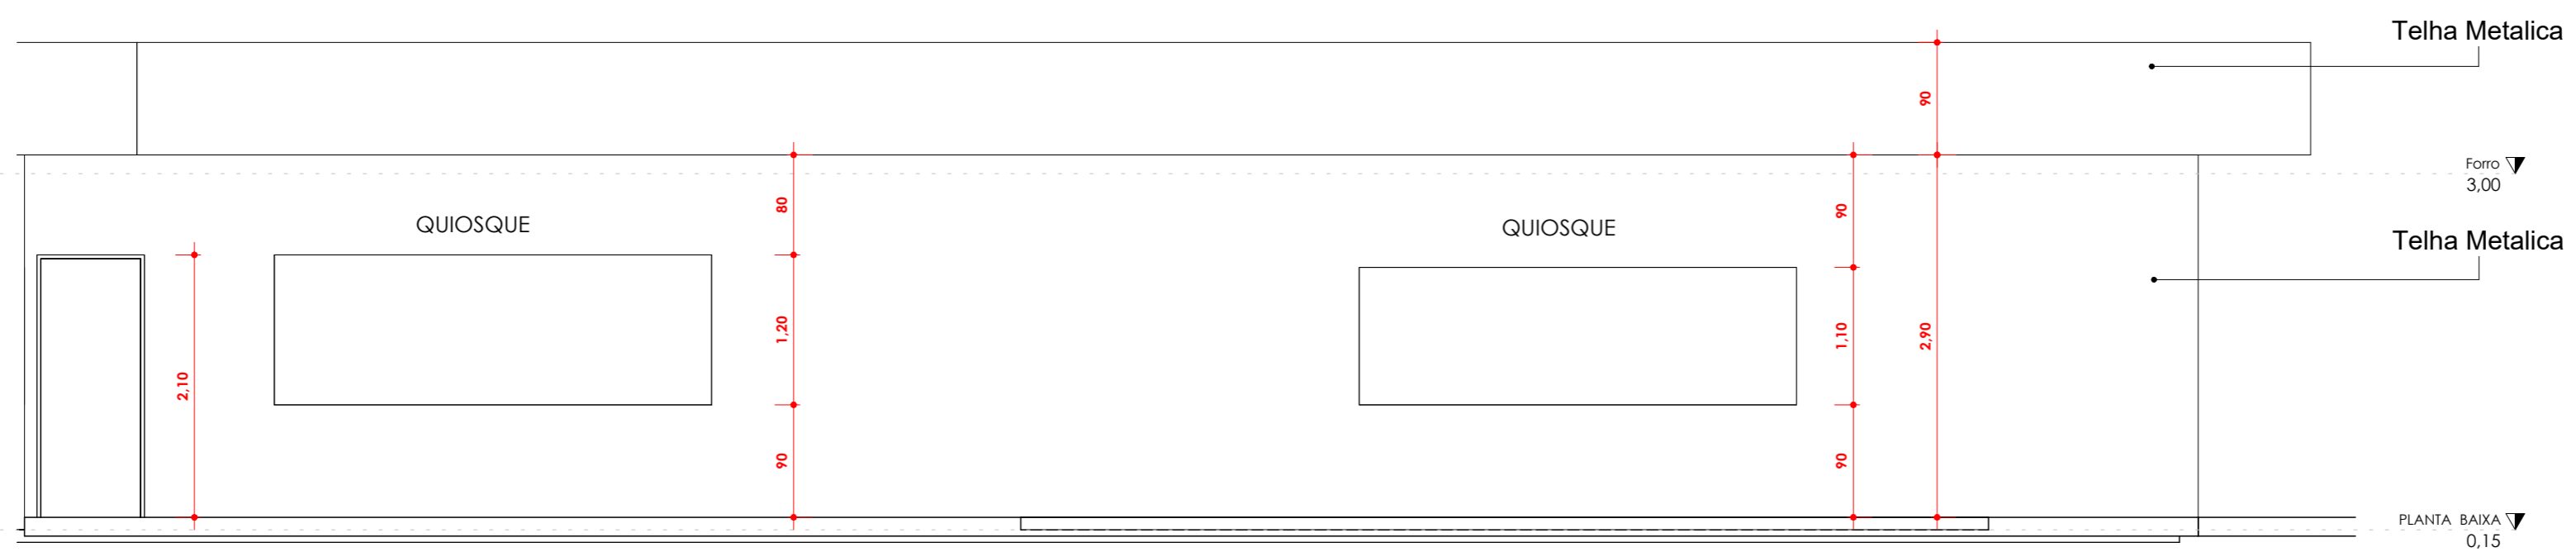 Telha Metalica
90
Forro
3,00
80
90
QUIOSQUE
QUIOSQUE
Telha Metalica
1,20
1,10
2,90
2,10
90
90
PLANTA BAIXA
0,15